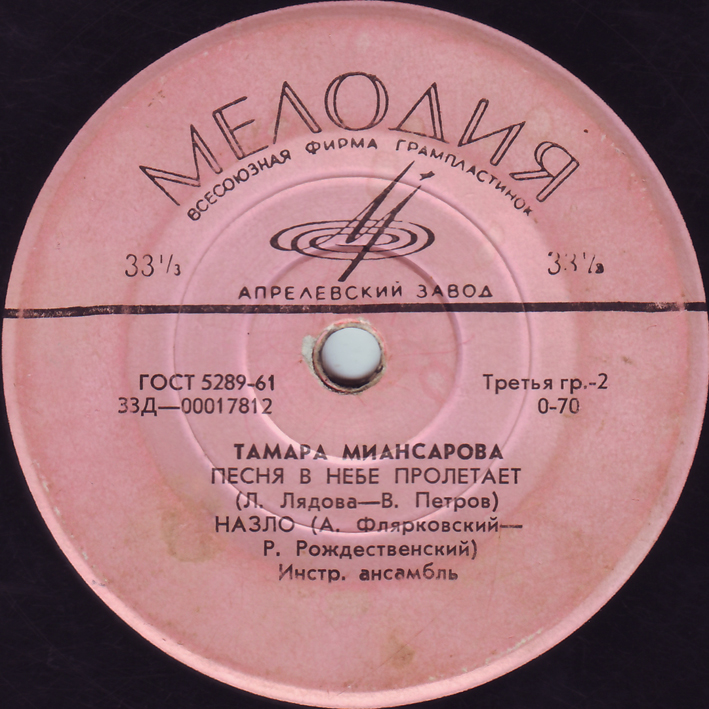 МЕЛОДИЯ
ВСЕСОЮЗНАЯ ФИРМА ГРАМПЛАСТИНОК
33⅓ 33⅓
АПРЕЛЕВСКИЙ ЗАВОД
ГОСТ 5289-61 Третья гр.-2
33Д—00017812 0-70
ТАМАРА МИАНСАРОВА
ПЕСНЯ В НЕБЕ ПРОЛЕТАЕТ
(Л. Лядова—В. Петров)
НАЗЛО (А. Флярковский—
Р. Рождественский)
Инстр. ансамбль